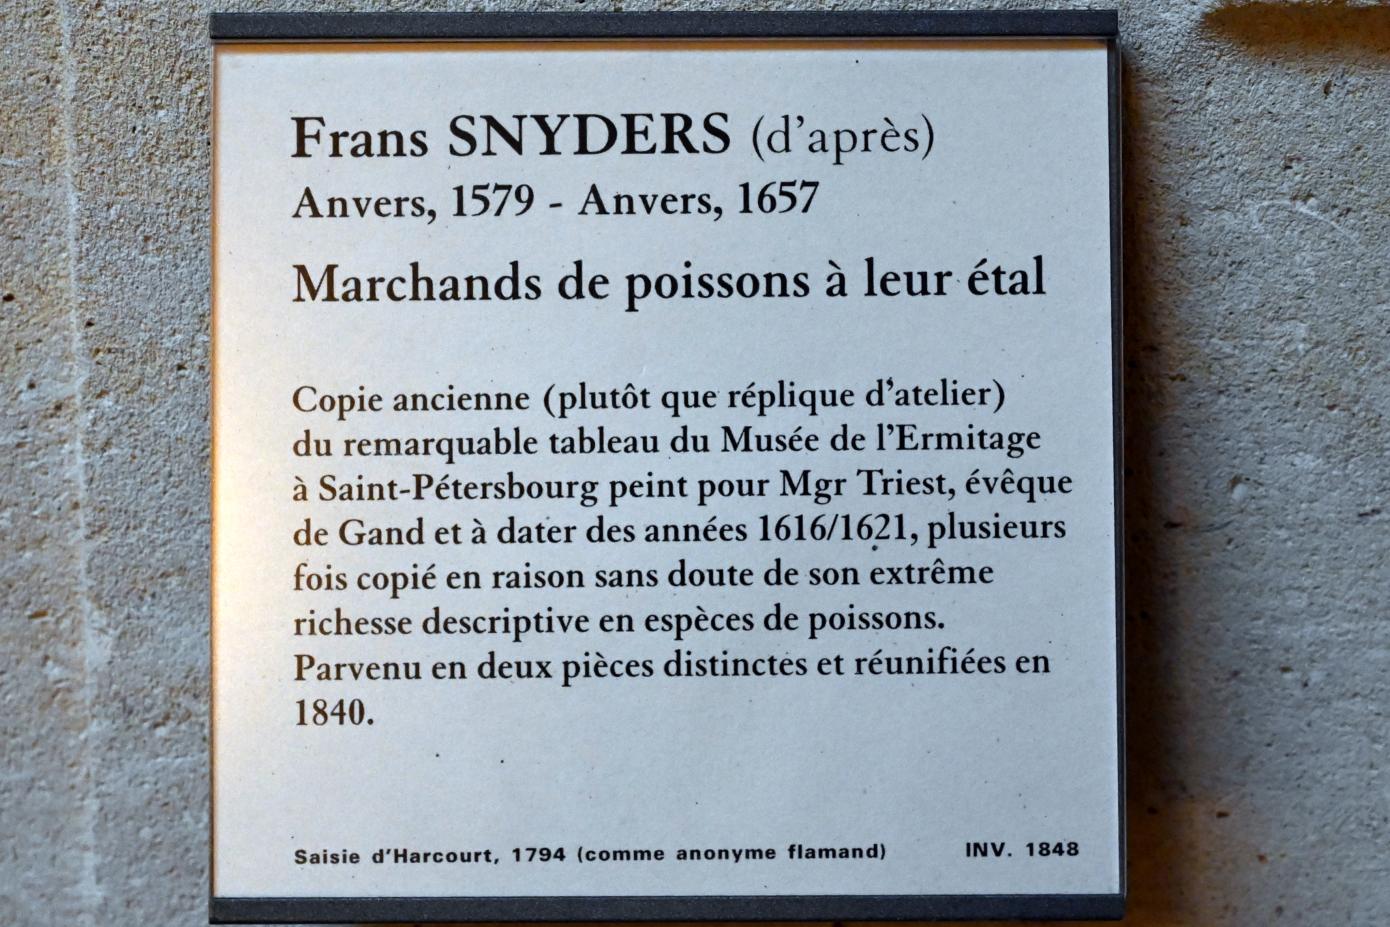 Frans SNYDERS (d'après)
Anvers, 1579 - Anvers, 1657
Marchands de poissons à leur étal
Copie ancienne (plutôt que réplique d'atelier)
du remarquable tableau du Musée de l'Ermitage
à Saint-Pétersbourg peint pour Mgr Triest, évêque
de Gand et à dater des années 1616/1621, plusieurs
fois copié en raison sans doute de son extrême
richesse descriptive en espèces de poissons.
Parvenu en deux pièces distinctes et réunifiées en
1840.
Saisie d'Harcourt, 1794 (comme anonyme flamand) INV. 1848